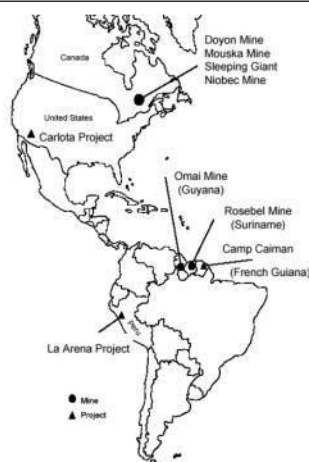 Doyon Mine
Mouska Mine
Sleeping Giant
Niobec Mine
Canada
United States
Carlota Project
Omai Mine
(Guyana)
Rosebel Mine
(Suriname)
Camp Caiman
(French Guiana)
Peru
La Arena Project
Mine
Project